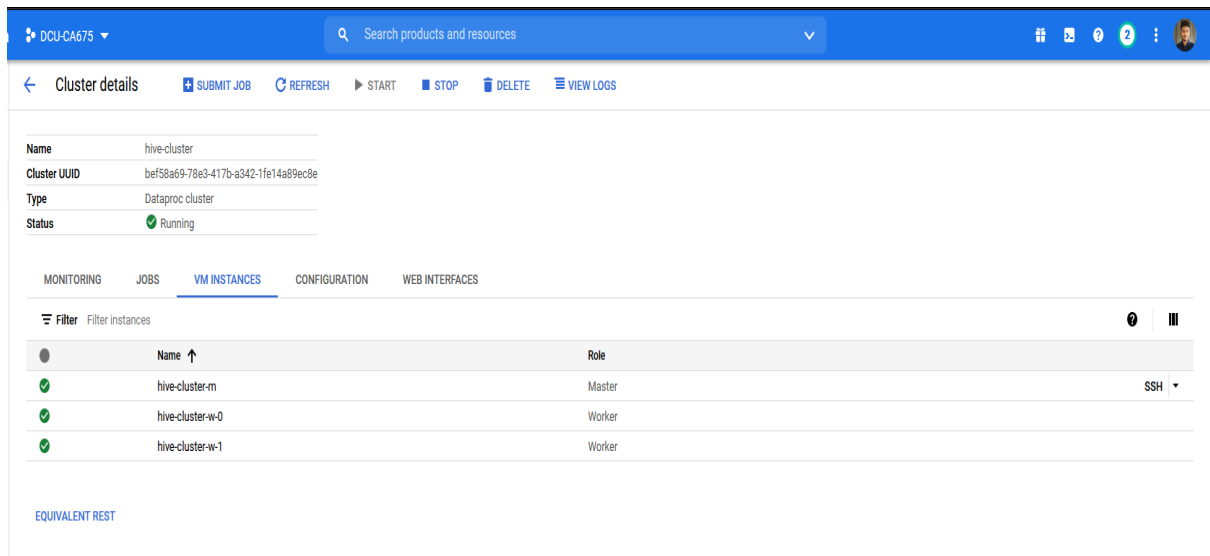 DCU-CA675 Search products and resources 2
Cluster details SUBMIT JOB REFRESH START STOP DELETE VIEW LOGS
Name hive-cluster
Cluster UUID bef58a69-78e3-417b-a342-1fe14a89ec8e
Type Dataproc cluster
Status Running
MONITORING JOBS VM INSTANCES CONFIGURATION WEB INTERFACES
Filter Filter instances
Name Role
hive-cluster-m Master SSH
hive-cluster-w-0 Worker
hive-cluster-w-1 Worker
EQUIVALENT REST